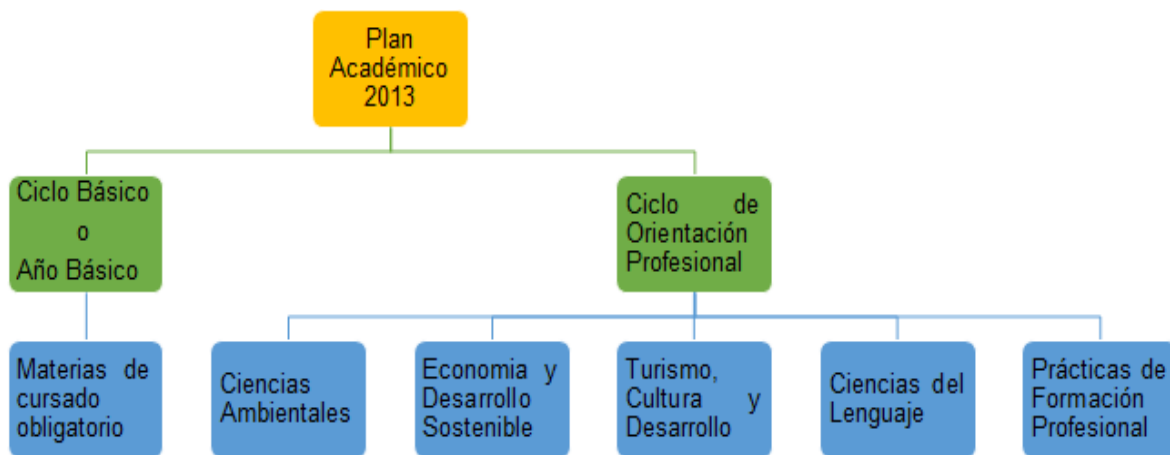 Plan
Académico
2013
Ciclo Básico
o
Año Básico
Ciclo de
Orientación
Profesional
Materias de
cursado
obligatorio
Ciencias
Ambientales
Economia y
Desarrollo
Sostenible
Turismo,
Cultura y
Desarrollo
Ciencias del
Lenguaje
Prácticas de
Formación
Profesional